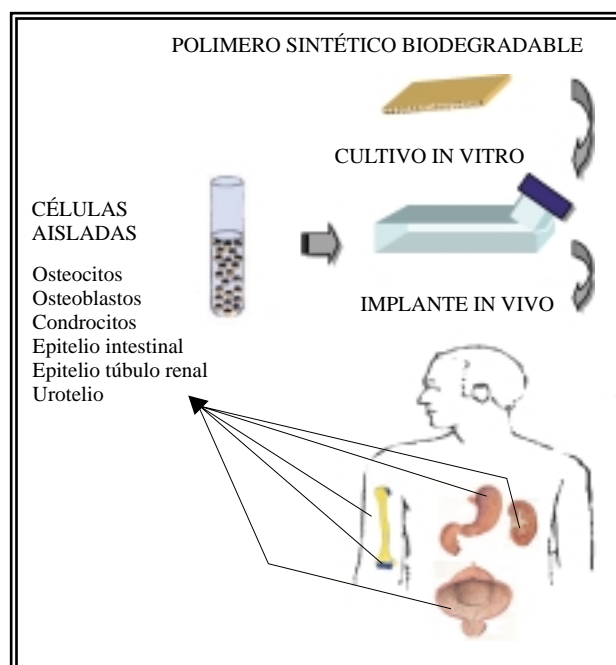 POLIMERO SINTÉTICO BIODEGRADABLE
CULTIVO IN VITRO
CÉLULAS
AISLADAS
Osteocitos
Osteoblastos
Condrocitos
Epitelio intestinal
Epitelio túbulo renal
Urotelio
IMPLANTE IN VIVO